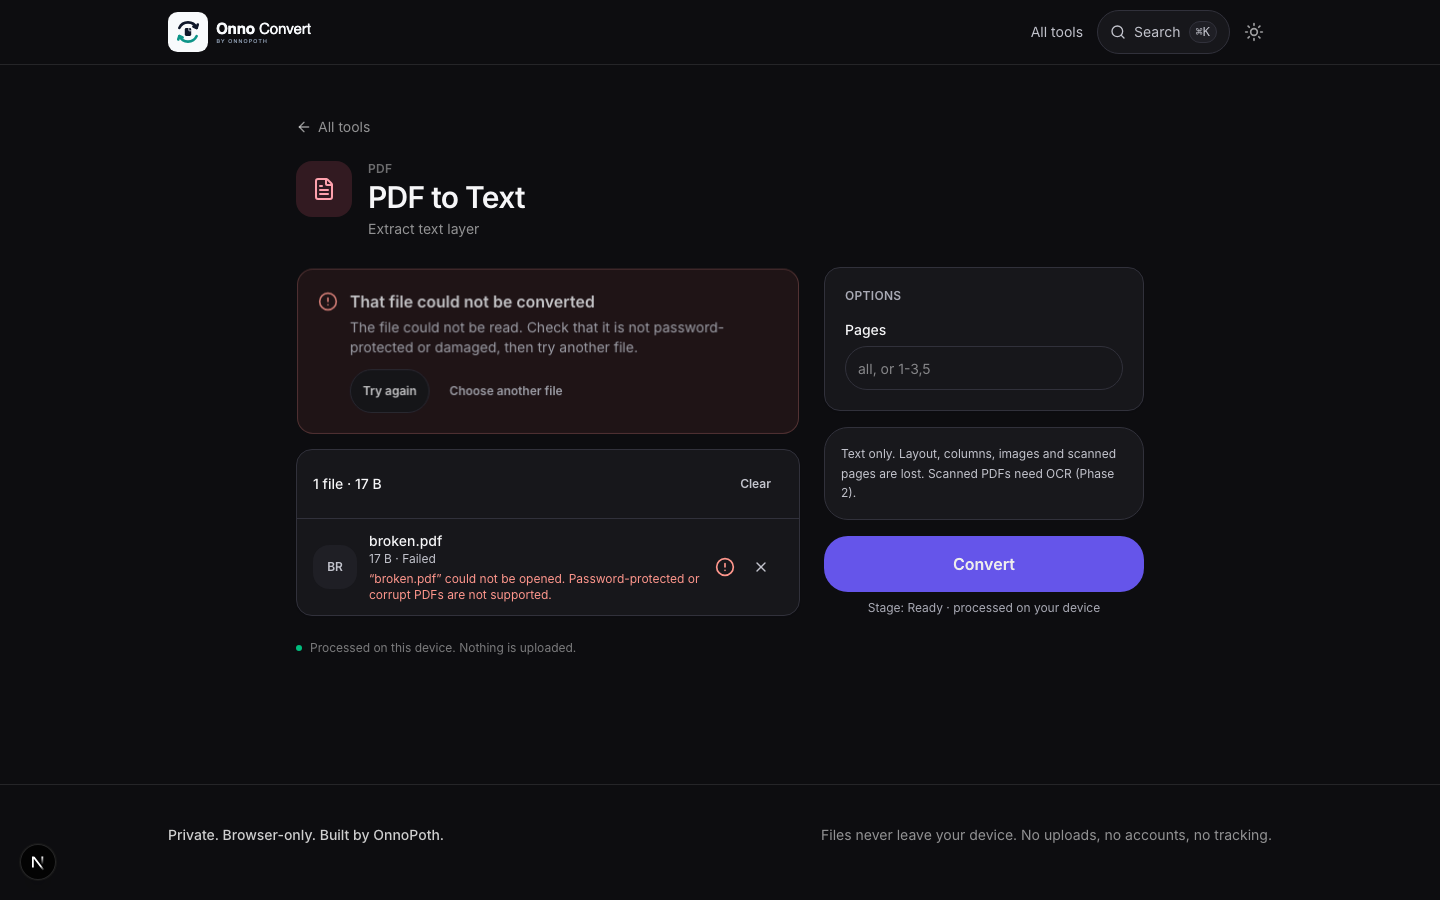 Onno Convert
BY ONNOPOTH
All tools
Search
⌘K
All tools
PDF
PDF to Text
Extract text layer
That file could not be converted
The file could not be read. Check that it is not password-
protected or damaged, then try another file.
Try again
Choose another file
1 file · 17 B
Clear
BR
broken.pdf
17 B · Failed
“broken.pdf” could not be opened. Password-protected or
corrupt PDFs are not supported.
Processed on this device. Nothing is uploaded.
OPTIONS
Pages
all, or 1-3,5
Text only. Layout, columns, images and scanned
pages are lost. Scanned PDFs need OCR (Phase
2).
Convert
Stage: Ready · processed on your device
Private. Browser-only. Built by OnnoPoth.
Files never leave your device. No uploads, no accounts, no tracking.
N